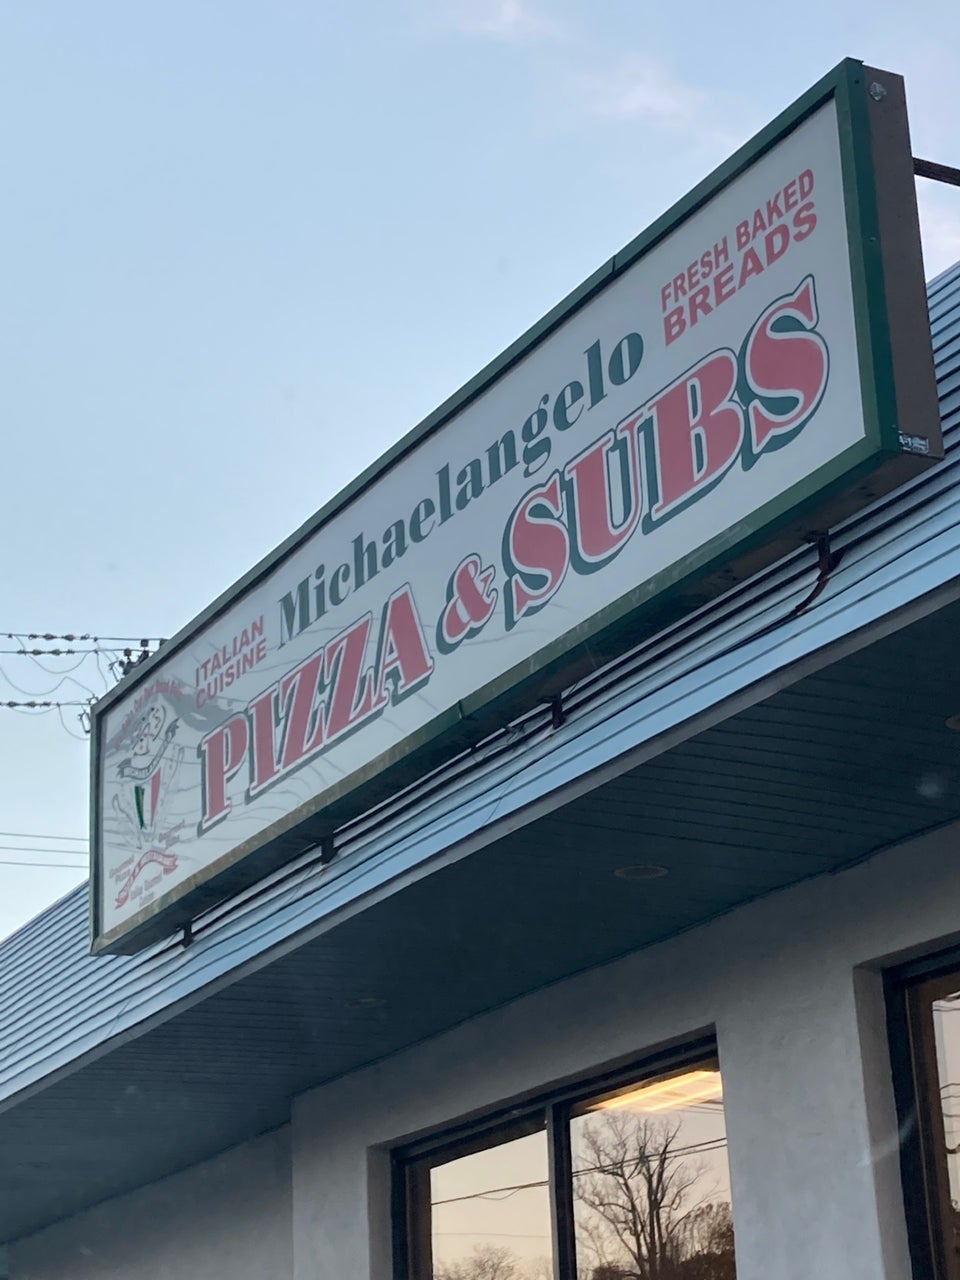 FRESH BAKED
BREADS
Michaelangelo
ITALIAN
CUISINE
PIZZA & SUBS